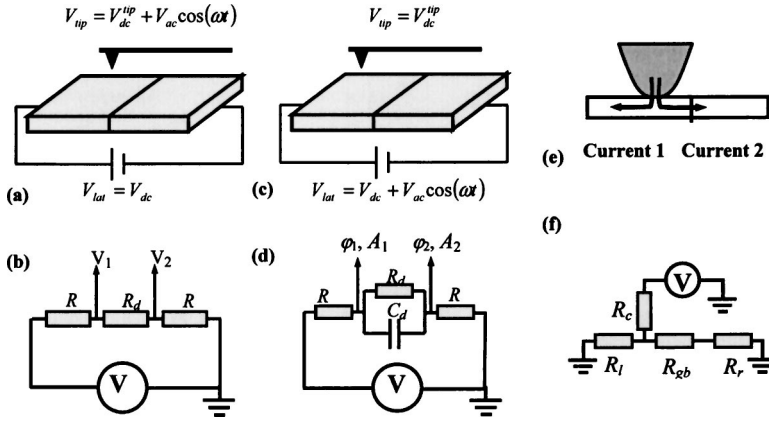 V_tip = V_dc^tip + V_ac cos(ωt)
(a)
V_lat = V_dc
V_tip = V_dc^tip
(c)
V_lat = V_dc + V_ac cos(ωt)
(e)
Current 1 Current 2
(b)
V₁ V₂
R R_d R
V
(d)
φ₁, A₁ φ₂, A₂
R R_d R
C_d
V
(f)
V
R_c
R_l R_gb R_r